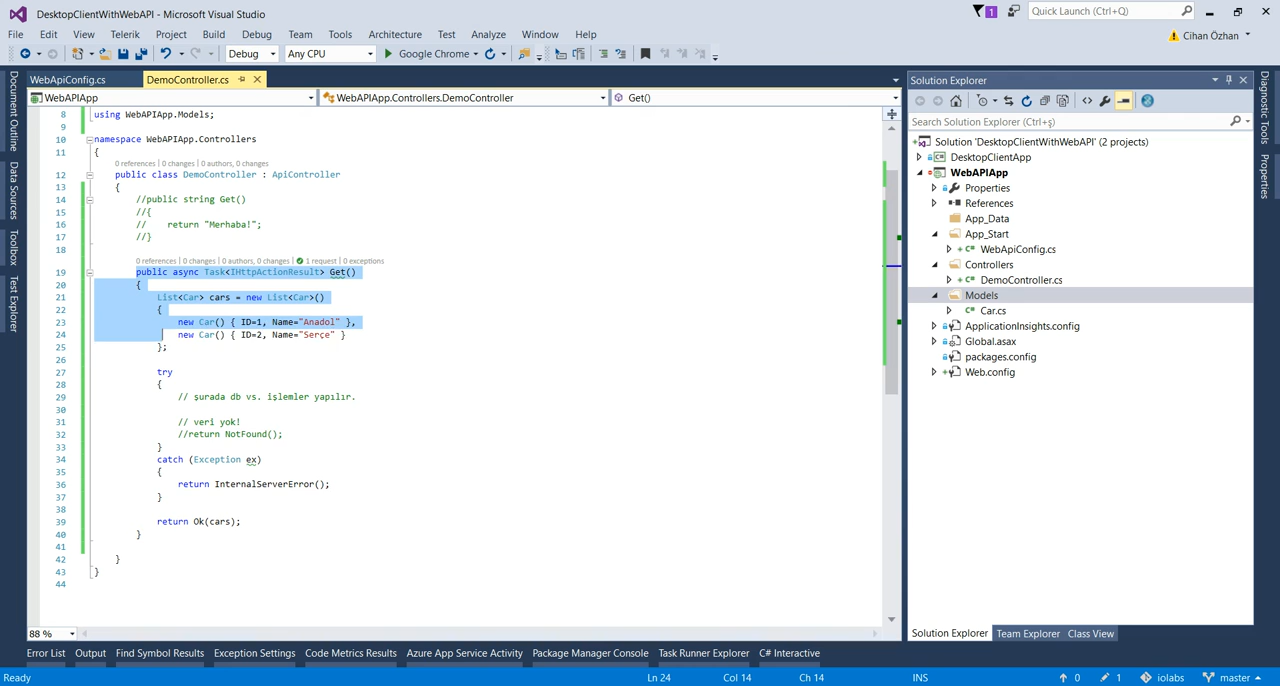 DesktopClientWithWebAPI - Microsoft Visual Studio
1
Quick Launch (Ctrl+Q)
File Edit View Telerik Project Build Debug Team Tools Architecture Test Analyze Window Help
Cihan Özhan
Debug Any CPU Google Chrome
Document Outline
Data Sources
Toolbox
Test Explorer
WebApiConfig.cs DemoController.cs
WebAPIApp WebAPIApp.Controllers.DemoController Get()
8 using WebAPIApp.Models;
9
10 namespace WebAPIApp.Controllers
11 {
0 references | 0 changes | 0 authors, 0 changes
12 public class DemoController : ApiController
13 {
14 //public string Get()
15 //{
16 // return "Merhaba!";
17 //}
18
0 references | 0 changes | 0 authors, 0 changes | 1 request | 0 exceptions
19 public async Task<IHttpActionResult> Get()
20 {
21 List<Car> cars = new List<Car>()
22 {
23 new Car() { ID=1, Name="Anadol" },
24 new Car() { ID=2, Name="Serçe" }
25 };
26
27 try
28 {
29 // şurada db vs. işlemler yapılır.
30
31 // veri yok!
32 //return NotFound();
33 }
34 catch (Exception ex)
35 {
36 return InternalServerError();
37 }
38
39 return Ok(cars);
40 }
41
42 }
43 }
44
88 %
Solution Explorer
Search Solution Explorer (Ctrl+ş)
Solution 'DesktopClientWithWebAPI' (2 projects)
DesktopClientApp
WebAPIApp
Properties
References
App_Data
App_Start
WebApiConfig.cs
Controllers
DemoController.cs
Models
Car.cs
ApplicationInsights.config
Global.asax
packages.config
Web.config
Solution Explorer Team Explorer Class View
Diagnostic Tools
Properties
Error List Output Find Symbol Results Exception Settings Code Metrics Results Azure App Service Activity Package Manager Console Task Runner Explorer C# Interactive
Ready Ln 24 Col 14 Ch 14 INS 0 1 iolabs master